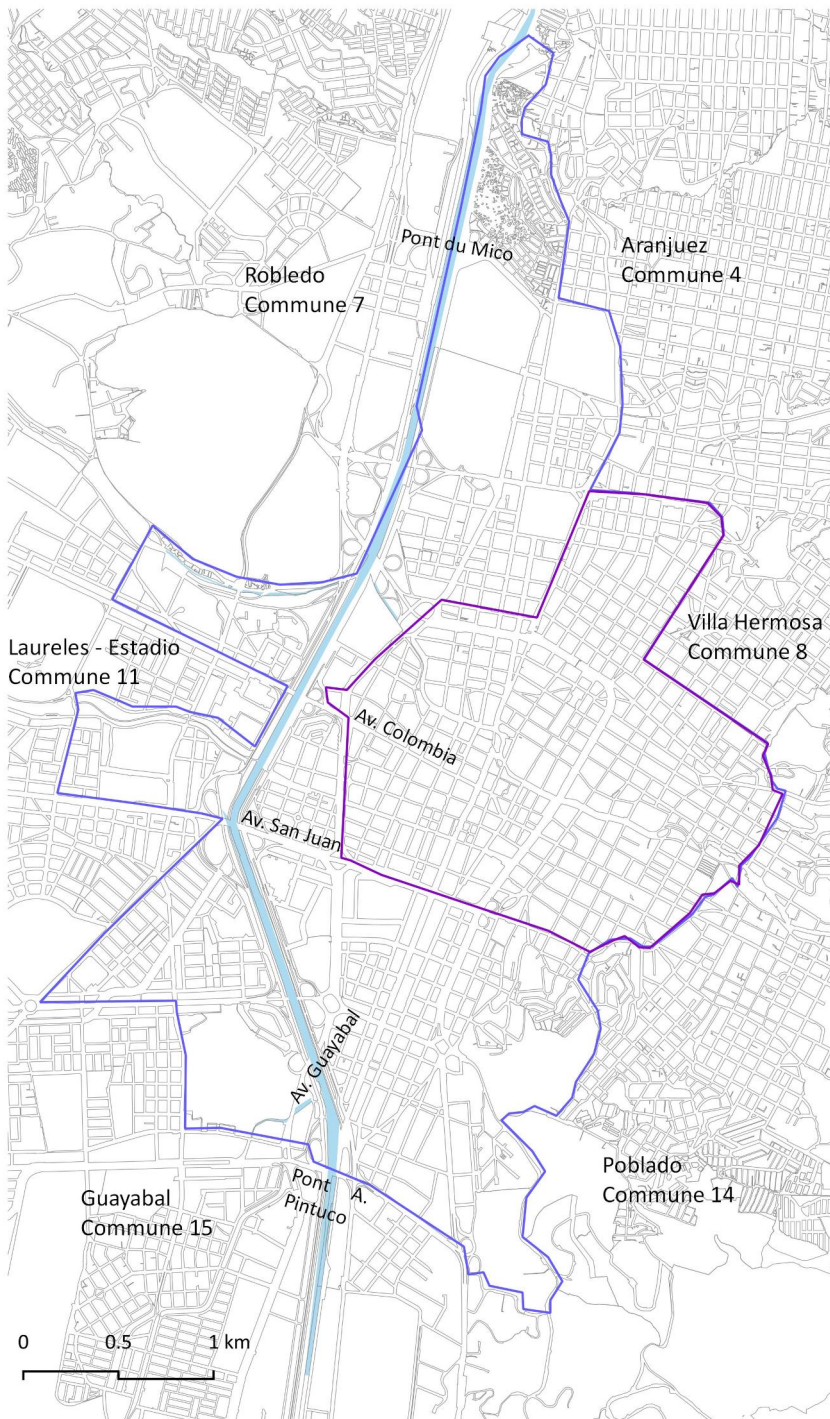 Pont du Mico
Aranjuez
Commune 4
Robledo
Commune 7
Villa Hermosa
Commune 8
Laureles - Estadio
Commune 11
Av. Colombia
Av. San Juan
Av. Guayabal
Poblado
Commune 14
Pont A.
Pintuco
Guayabal
Commune 15
0 0.5 1 km